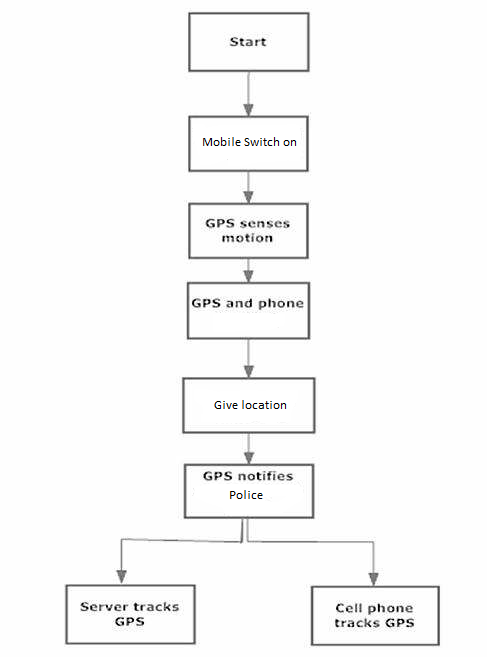 Start
Mobile Switch on
GPS senses
motion
GPS and phone
Give location
GPS notifies
Police
Server tracks
GPS
Cell phone
tracks GPS